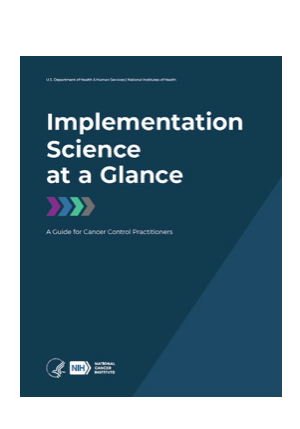 U.S. Department of Health & Human Services | National Institutes of Health
Implementation
Science
at a Glance
A Guide for Cancer Control Practitioners
NIH
NATIONAL
CANCER
INSTITUTE